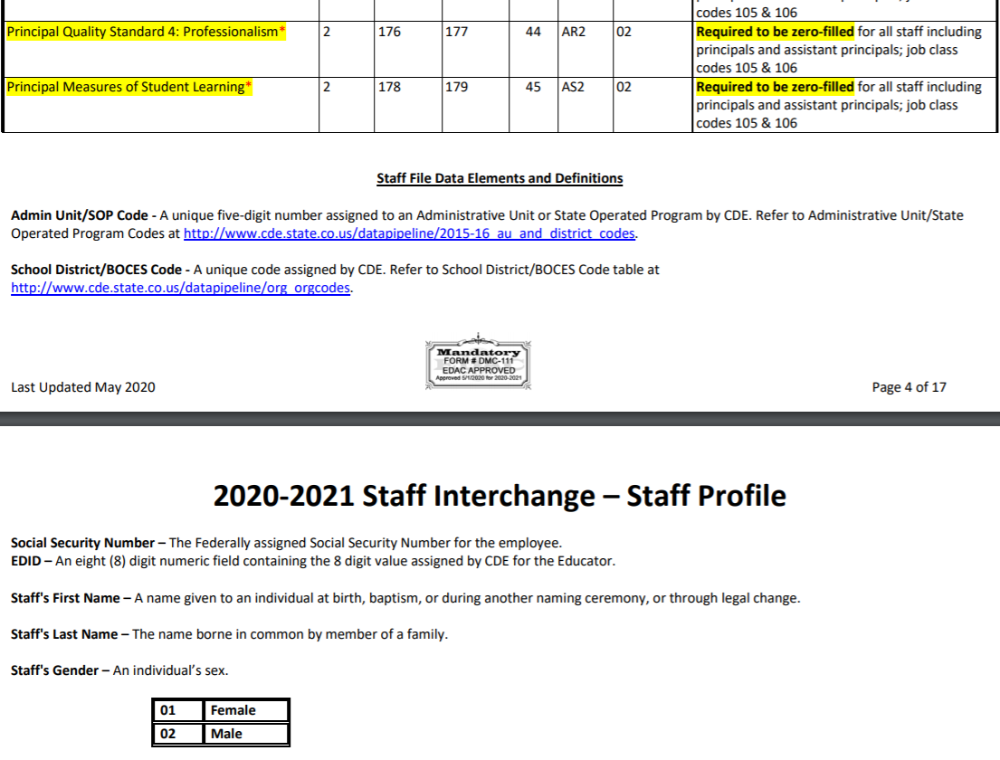 codes 105 & 106
Principal Quality Standard 4: Professionalism* 2 176 177 44 AR2 02 Required to be zero-filled for all staff including
principals and assistant principals; job class
codes 105 & 106
Principal Measures of Student Learning* 2 178 179 45 AS2 02 Required to be zero-filled for all staff including
principals and assistant principals; job class
codes 105 & 106
Staff File Data Elements and Definitions
Admin Unit/SOP Code - A unique five-digit number assigned to an Administrative Unit or State Operated Program by CDE. Refer to Administrative Unit/State
Operated Program Codes at http://www.cde.state.co.us/datapipeline/2015-16_au_and_district_codes.
School District/BOCES Code - A unique code assigned by CDE. Refer to School District/BOCES Code table at
http://www.cde.state.co.us/datapipeline/org_orgcodes.
Mandatory
FORM # DMC-111
EDAC APPROVED
Approved 5/1/2020 for 2020-2021
Last Updated May 2020 Page 4 of 17
2020-2021 Staff Interchange – Staff Profile
Social Security Number – The Federally assigned Social Security Number for the employee.
EDID – An eight (8) digit numeric field containing the 8 digit value assigned by CDE for the Educator.
Staff's First Name – A name given to an individual at birth, baptism, or during another naming ceremony, or through legal change.
Staff's Last Name – The name borne in common by member of a family.
Staff's Gender – An individual's sex.
01 Female
02 Male